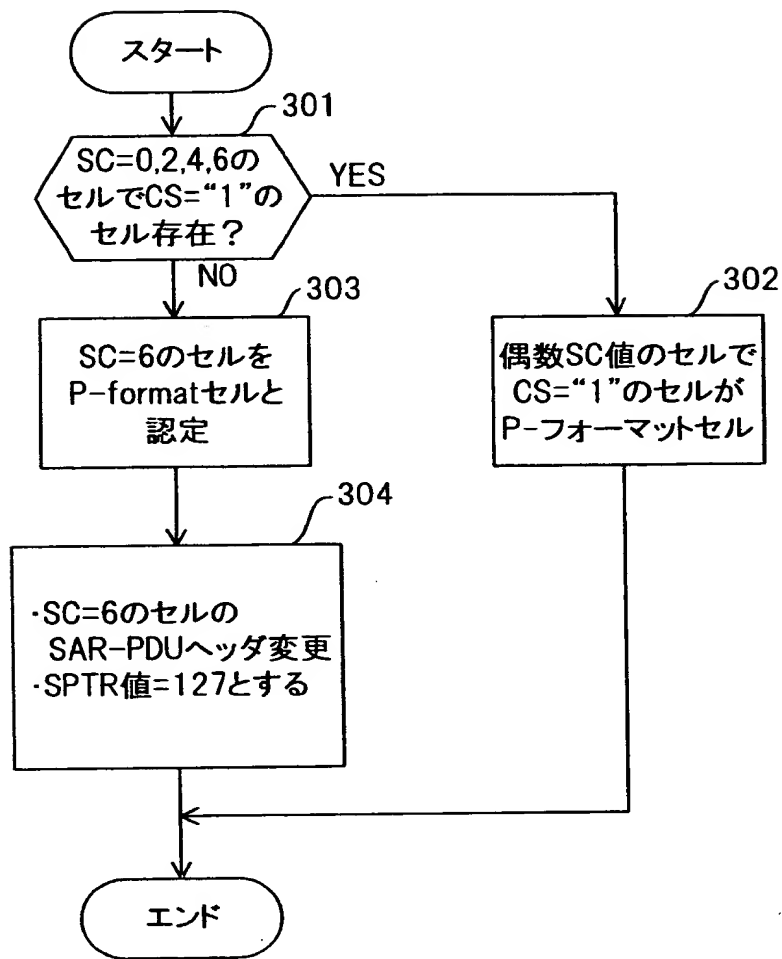 スタート
301
SC=0,2,4,6の
セルでCS=“1”の
セル存在?
YES
NO
303
SC=6のセルを
P-formatセルと
認定
302
偶数SC値のセルで
CS=“1”のセルが
P-フォーマットセル
304
・SC=6のセルの
SAR-PDUヘッダ変更
・SPTR値=127とする
エンド